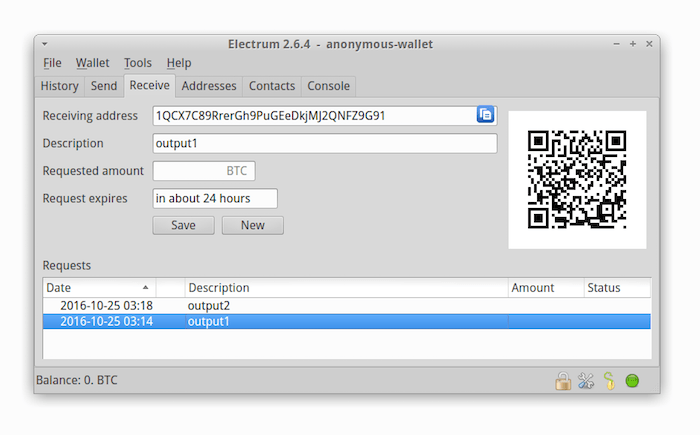 Electrum 2.6.4 - anonymous-wallet
File Wallet Tools Help
History Send Receive Addresses Contacts Console
Receiving address 1QCX7C89RrerGh9PuGEeDkjMJ2QNFZ9G91
Description output1
Requested amount BTC
Request expires in about 24 hours
Save New
Requests
Date Description Amount Status
2016-10-25 03:18 output2
2016-10-25 03:14 output1
Balance: 0. BTC